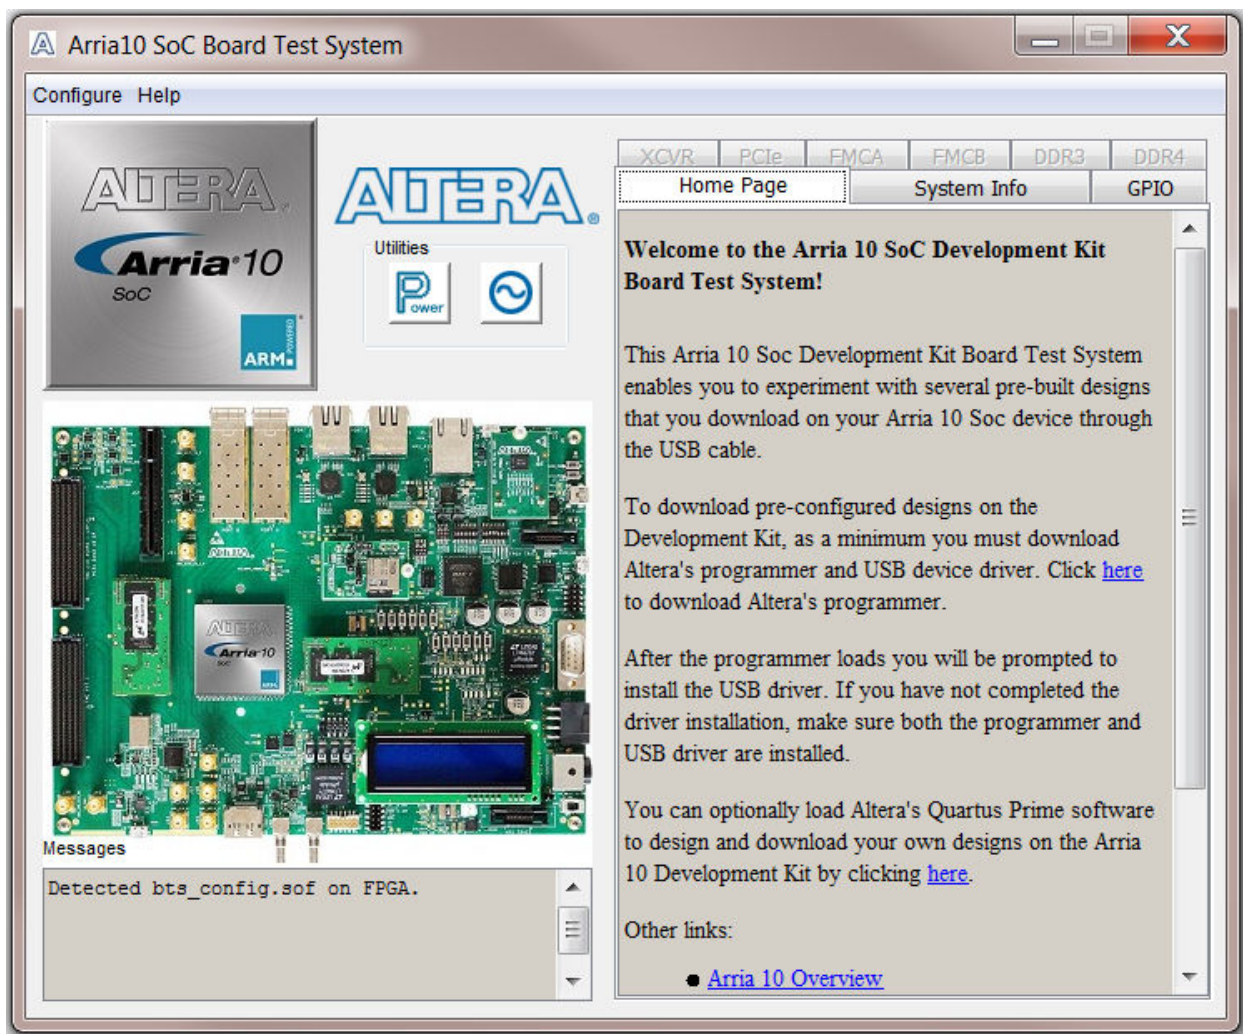 Arria10 SoC Board Test System
Configure Help
ALTERA
Arria 10
SoC
ARM
POWERED
ALTERA
Utilities
Power
XCVR PCIe FMCA FMCB DDR3 DDR4
Home Page System Info GPIO
Welcome to the Arria 10 SoC Development Kit
Board Test System!
This Arria 10 Soc Development Kit Board Test System
enables you to experiment with several pre-built designs
that you download on your Arria 10 Soc device through
the USB cable.
To download pre-configured designs on the
Development Kit, as a minimum you must download
Altera's programmer and USB device driver. Click here
to download Altera's programmer.
After the programmer loads you will be prompted to
install the USB driver. If you have not completed the
driver installation, make sure both the programmer and
USB driver are installed.
You can optionally load Altera's Quartus Prime software
to design and download your own designs on the Arria
10 Development Kit by clicking here.
Other links:
Arria 10 Overview
ALTERA
ALTERA
ALTERA
Arria 10
SoC
Messages
Detected bts_config.sof on FPGA.